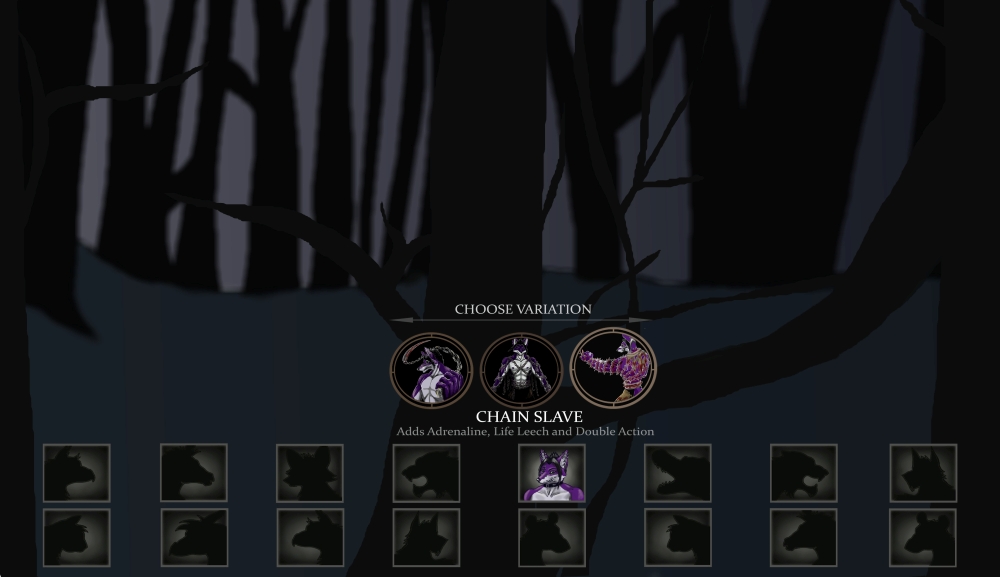 CHOOSE VARIATION
CHAIN SLAVE
Adds Adrenaline, Life Leech and Double Action